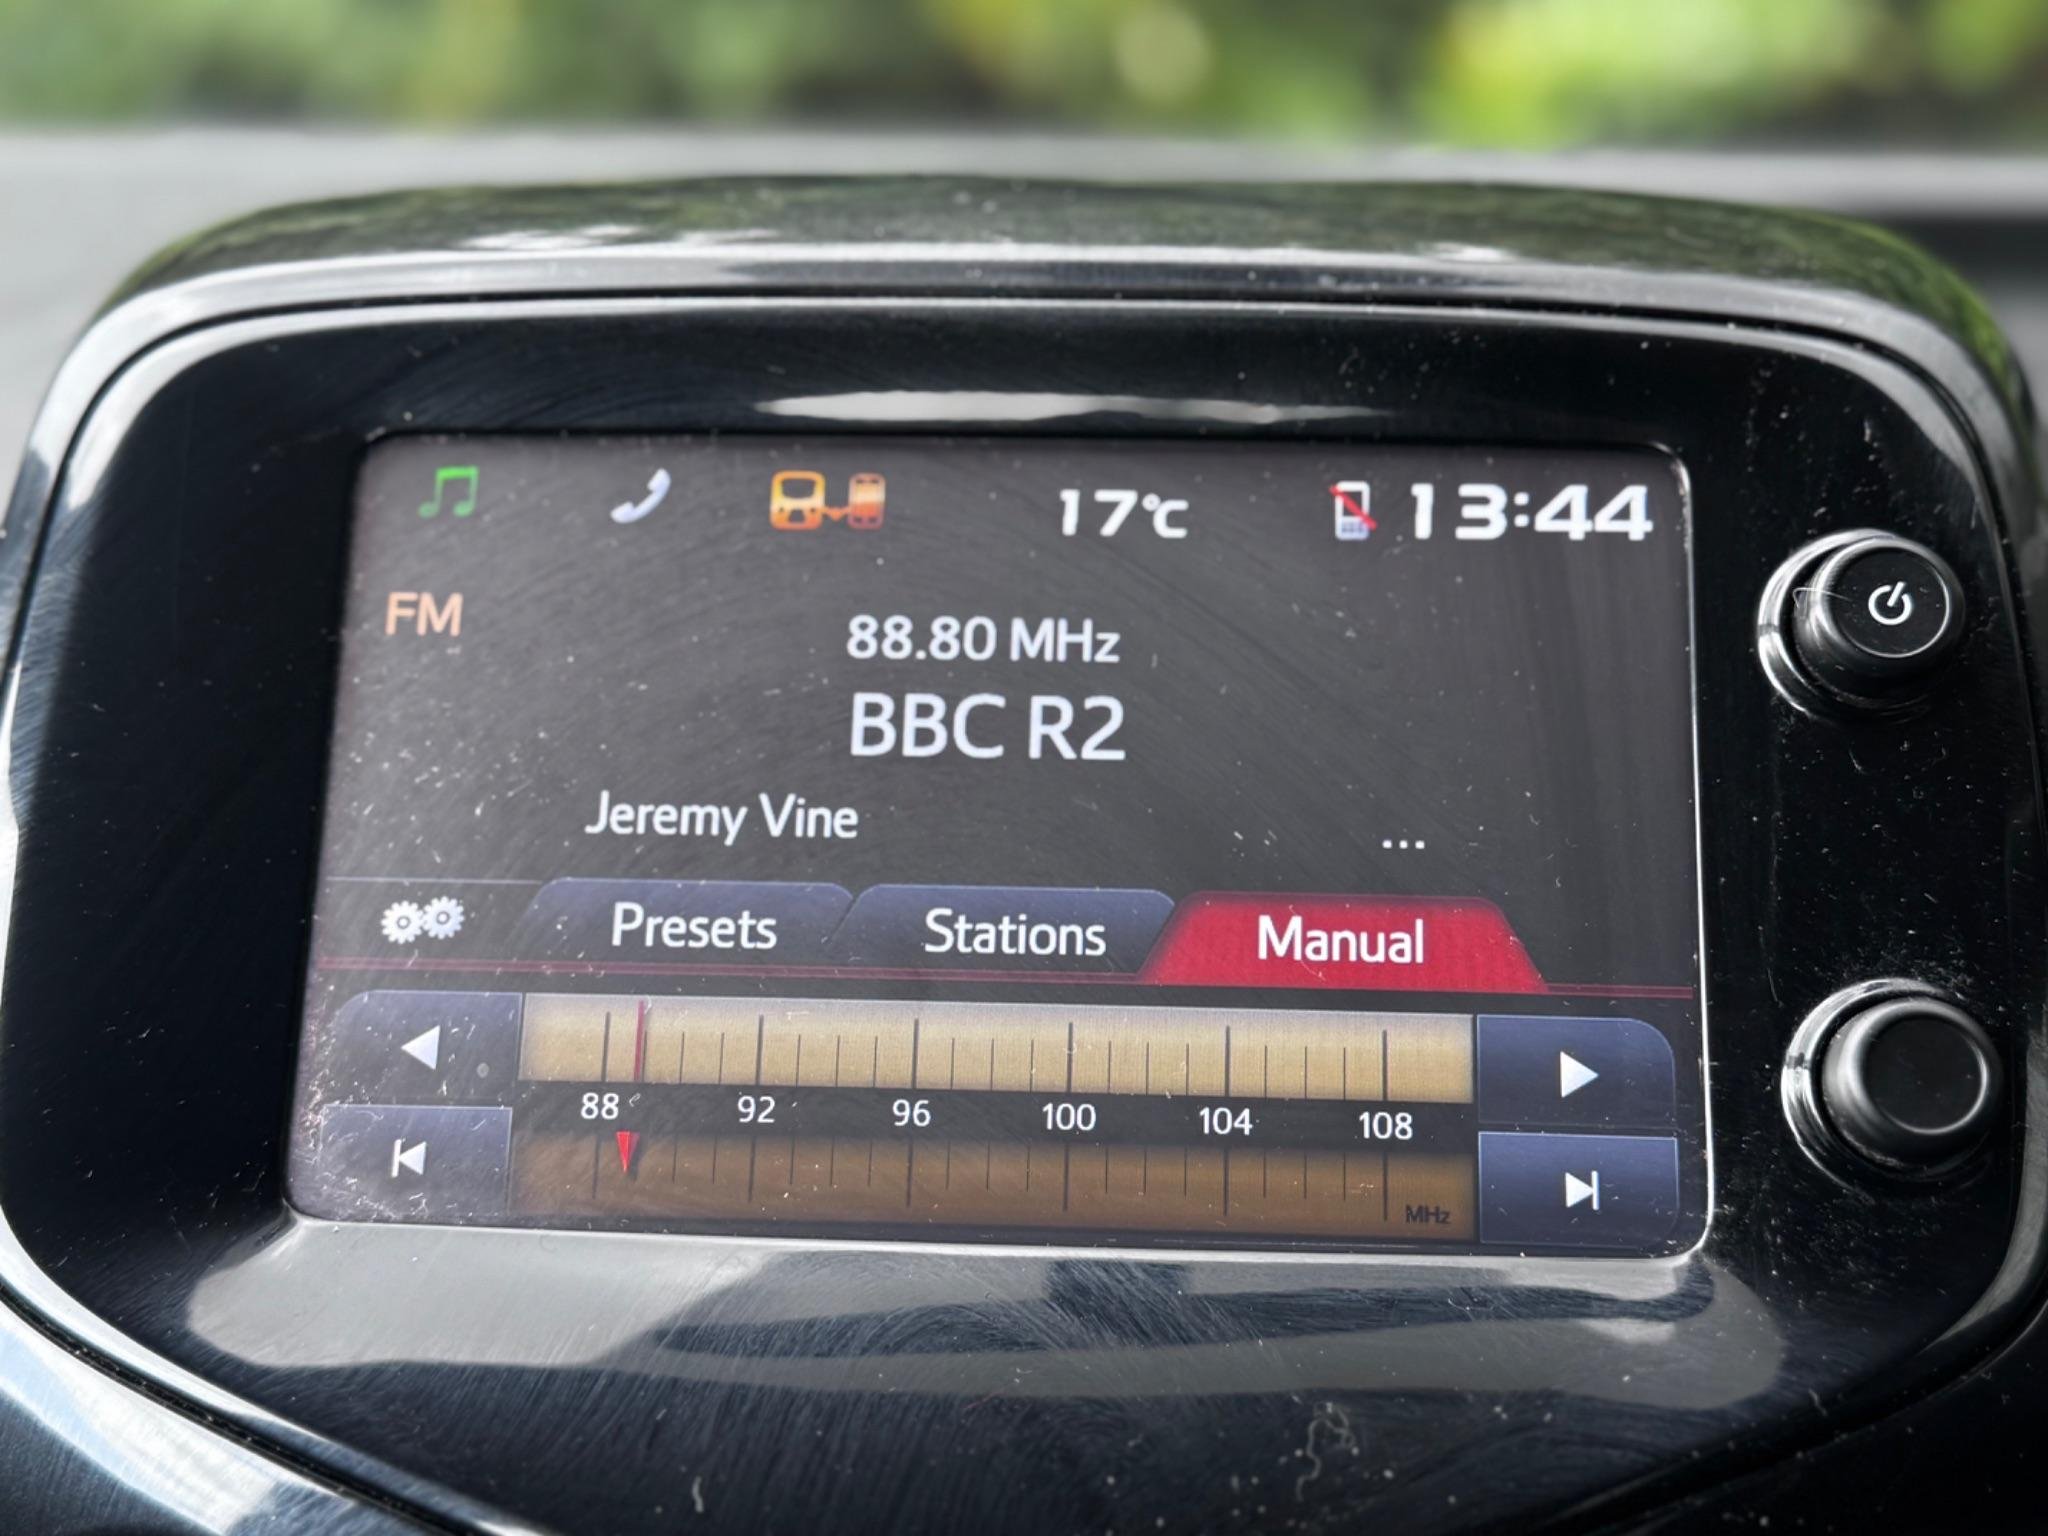 17°C 13:44
FM
88.80 MHz
BBC R2
Jeremy Vine ...
Presets Stations Manual
88 92 96 100 104 108
MHz